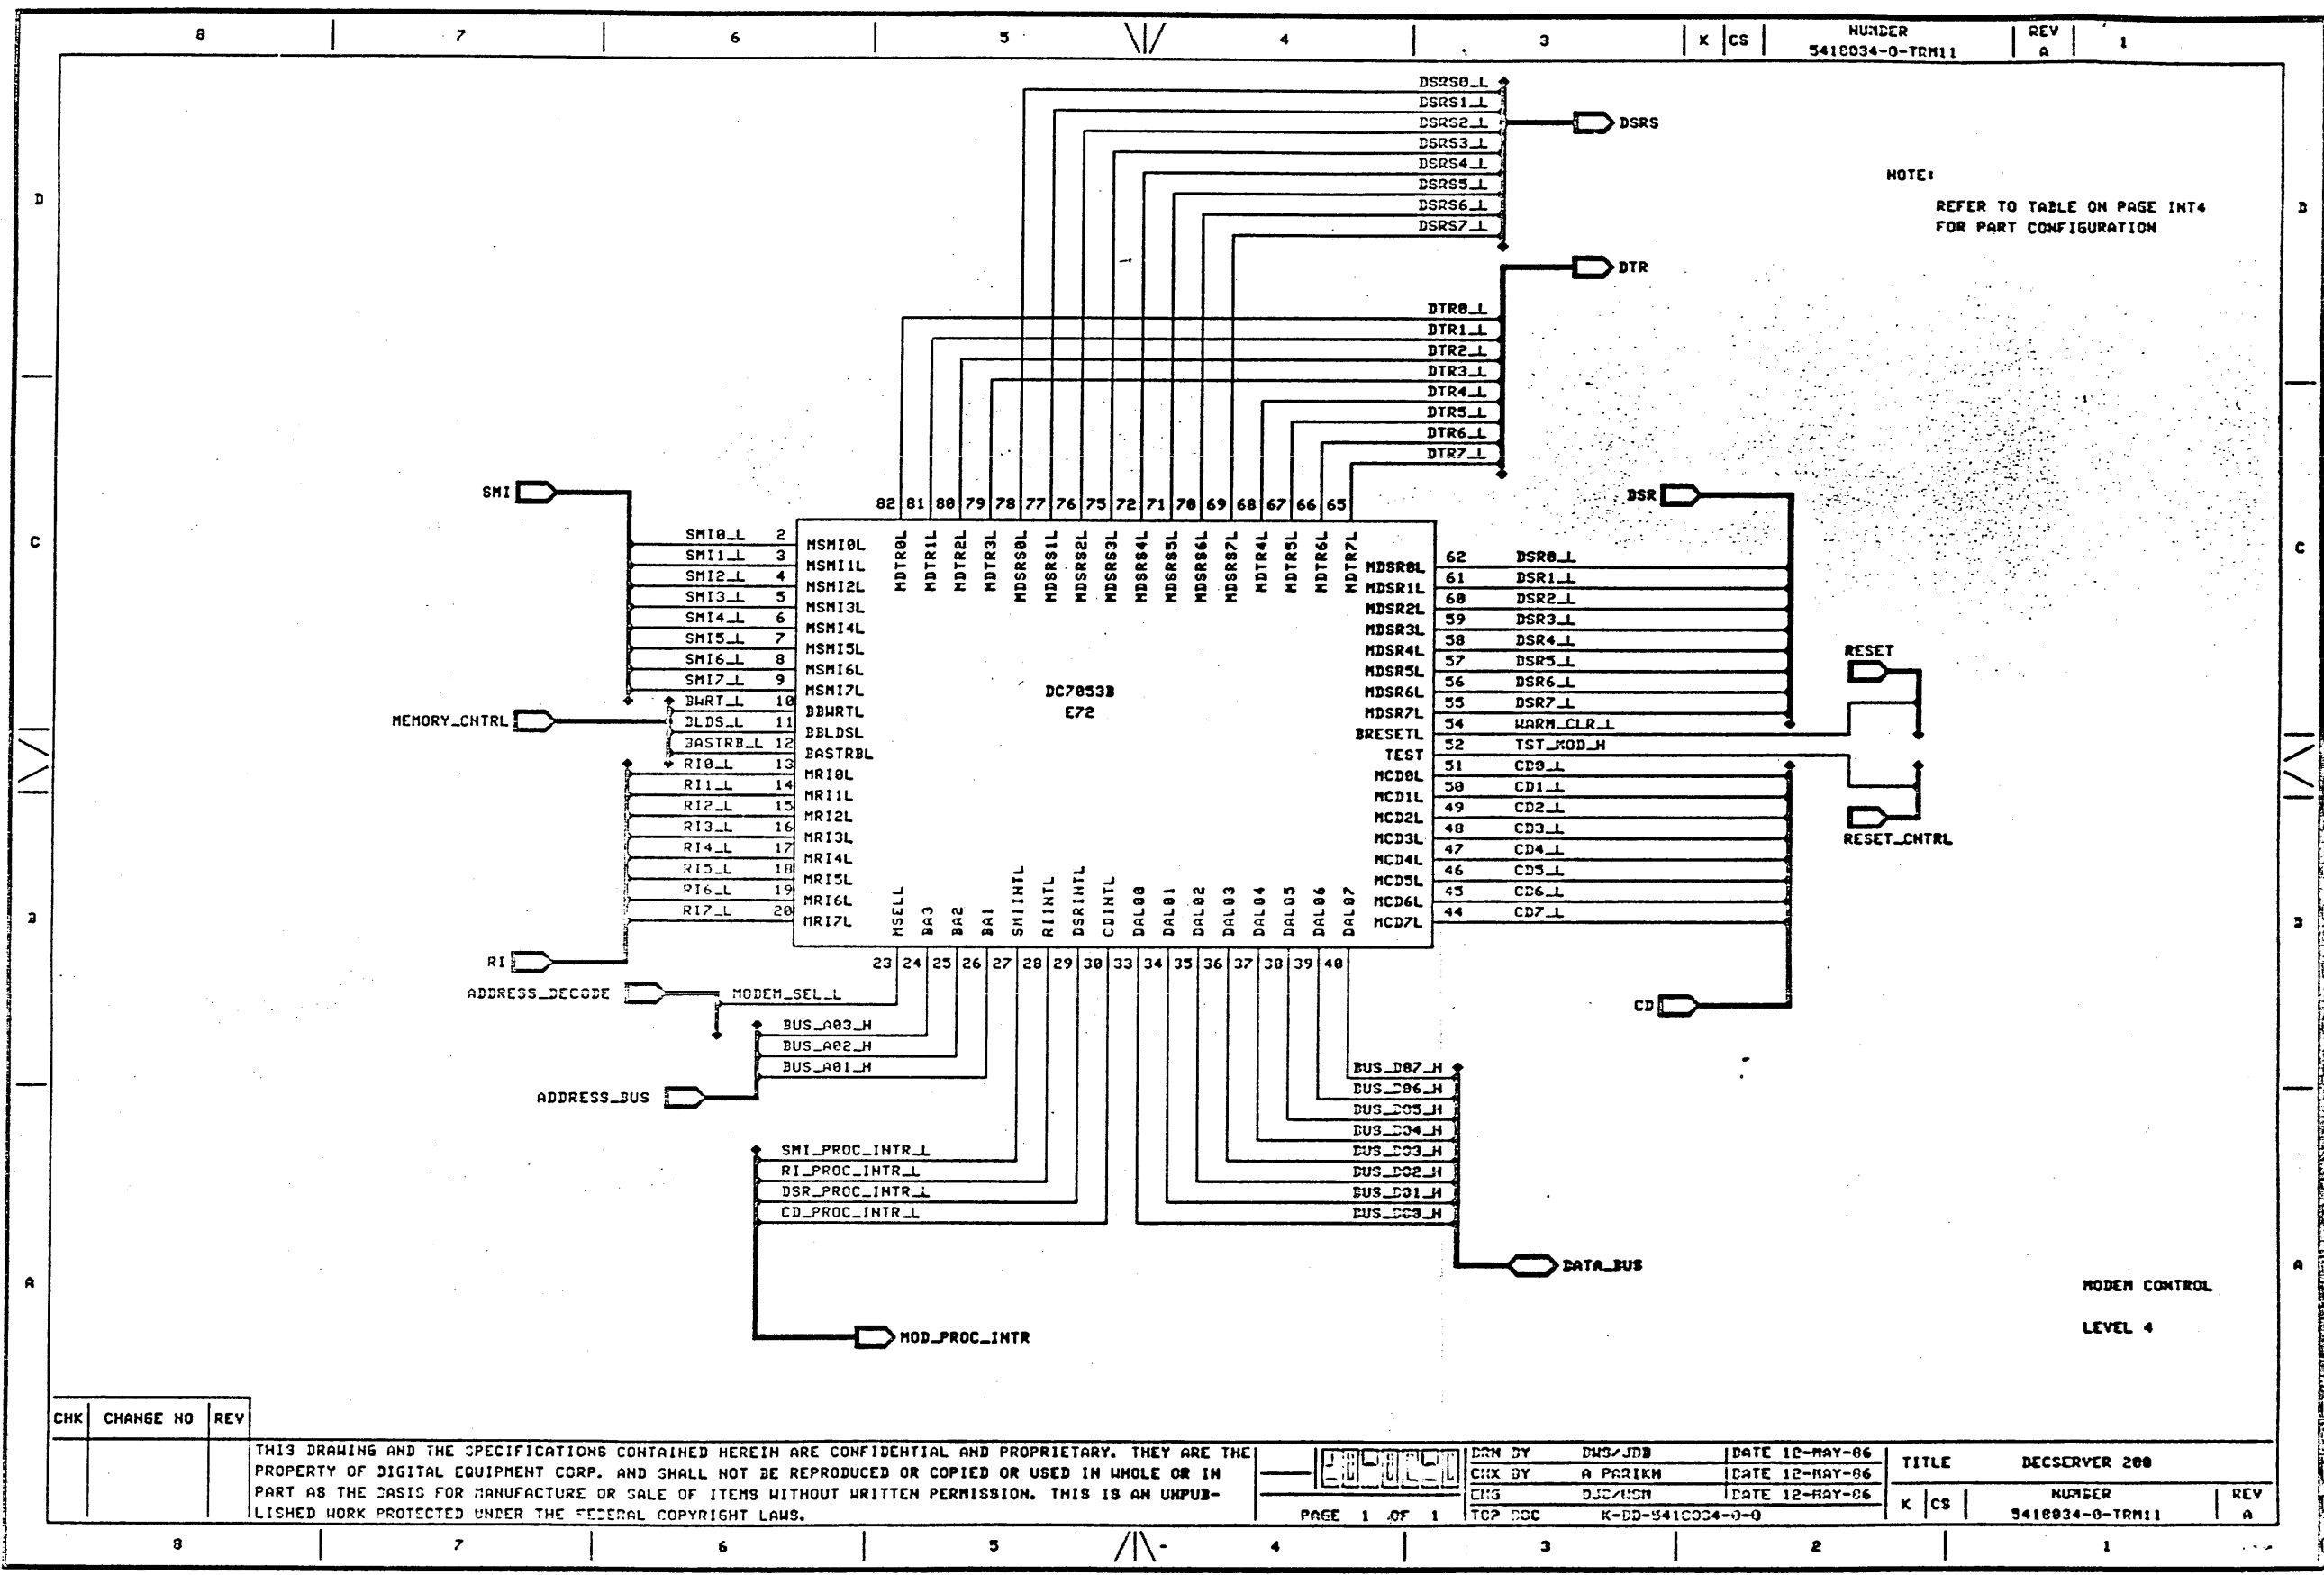 8 7 6 5 4 3 K CS NUMBER 5418034-0-TRM11 REV A 1
DSRS0_L
DSRS1_L
DSRS2_L
DSRS
DSRS3_L
DSRS4_L
DSRS5_L
DSRS6_L
DSRS7_L
NOTE:
REFER TO TABLE ON PAGE INT4
FOR PART CONFIGURATION
D
DTR
DTR0_L
DTR1_L
DTR2_L
DTR3_L
DTR4_L
DTR5_L
DTR6_L
DTR7_L
SMI
DSR
82 81 80 79 78 77 76 75 72 71 70 69 68 67 66 65
MDTR0L MDTR1L MDTR2L MDTR3L MDSRS0L MDSRS1L MDSRS2L MDSRS3L MDSRS4L MDSRS5L MDSRS6L MDSRS7L MDTR4L MDTR5L MDTR6L MDTR7L
C
C
SMI0_L 2 MSMI0L
SMI1_L 3 MSMI1L
SMI2_L 4 MSMI2L
SMI3_L 5 MSMI3L
SMI4_L 6 MSMI4L
SMI5_L 7 MSMI5L
SMI6_L 8 MSMI6L
SMI7_L 9 MSMI7L
MEMORY_CNTRL
BWRT_L 10 BBWRTL
BLDS_L 11 BBLDSL
BASTRB_L 12 BASTRBL
RI0_L 13 MRI0L
RI1_L 14 MRI1L
RI2_L 15 MRI2L
RI3_L 16 MRI3L
RI4_L 17 MRI4L
RI5_L 18 MRI5L
RI6_L 19 MRI6L
RI7_L 20 MRI7L
RI
DC7053B
E72
MDSR0L 62 DSR0_L
MDSR1L 61 DSR1_L
MDSR2L 60 DSR2_L
MDSR3L 59 DSR3_L
MDSR4L 58 DSR4_L
MDSR5L 57 DSR5_L
MDSR6L 56 DSR6_L
MDSR7L 55 DSR7_L
BRESETL 54 WARM_CLR_L
TEST 52 TST_MOD_H
MCD0L 51 CD0_L
MCD1L 50 CD1_L
MCD2L 49 CD2_L
MCD3L 48 CD3_L
MCD4L 47 CD4_L
MCD5L 46 CD5_L
MCD6L 45 CD6_L
MCD7L 44 CD7_L
RESET
RESET_CNTRL
CD
MSELL BA3 BA2 BA1 SMIINTL RIINTL DSRINTL CDINTL DAL00 DAL01 DAL02 DAL03 DAL04 DAL05 DAL06 DAL07
23 24 25 26 27 28 29 30 33 34 35 36 37 38 39 40
ADDRESS_DECODE
MODEM_SEL_L
BUS_A03_H
BUS_A02_H
BUS_A01_H
ADDRESS_BUS
BUS_D07_H
BUS_D06_H
BUS_D05_H
BUS_D04_H
BUS_D03_H
BUS_D02_H
BUS_D01_H
BUS_D00_H
SMI_PROC_INTR_L
RI_PROC_INTR_L
DSR_PROC_INTR_L
CD_PROC_INTR_L
DATA_BUS
MOD_PROC_INTR
A
A
MODEM CONTROL
LEVEL 4
CHK CHANGE NO REV
THIS DRAWING AND THE SPECIFICATIONS CONTAINED HEREIN ARE CONFIDENTIAL AND PROPRIETARY. THEY ARE THE
PROPERTY OF DIGITAL EQUIPMENT CORP. AND SHALL NOT BE REPRODUCED OR COPIED OR USED IN WHOLE OR IN
PART AS THE BASIS FOR MANUFACTURE OR SALE OF ITEMS WITHOUT WRITTEN PERMISSION. THIS IS AN UNPUB-
LISHED WORK PROTECTED UNDER THE FEDERAL COPYRIGHT LAWS.
digital
PAGE 1 OF 1
DRN BY DWS/JDB DATE 12-MAY-86
CHK BY A PARIKH DATE 12-MAY-86
ENG DATE 12-MAY-86
TOP DOC K-DD-5418034-0-0
TITLE DECSERVER 200
K CS NUMBER 5418034-0-TRM11 REV A
8 7 6 5 4 3 2 1